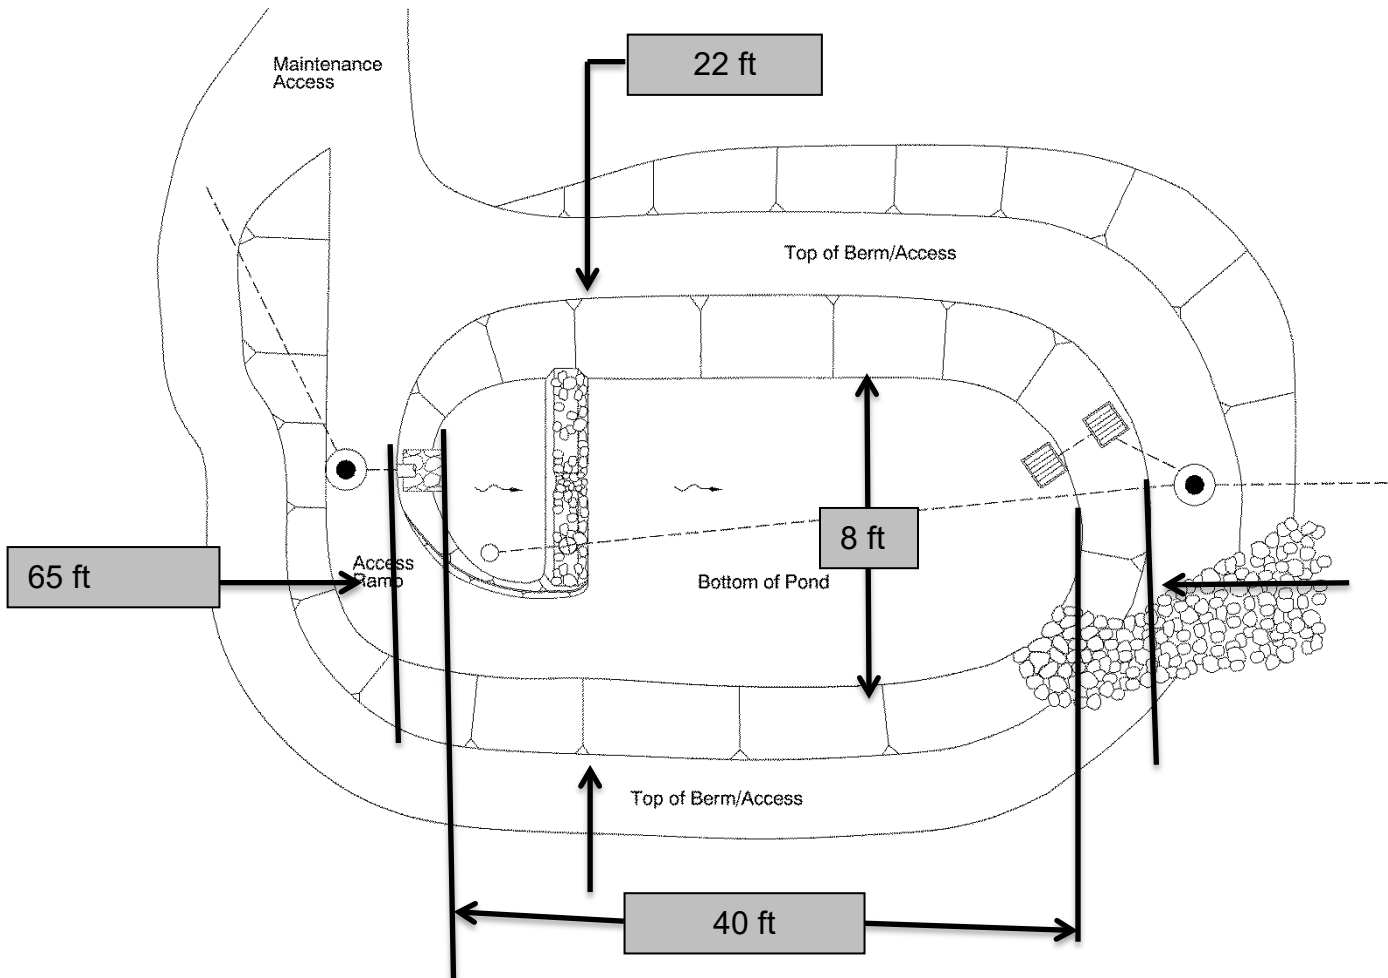 22 ft
Maintenance
Access
Top of Berm/Access
8 ft
65 ft
Access
Ramp
Bottom of Pond
Top of Berm/Access
40 ft